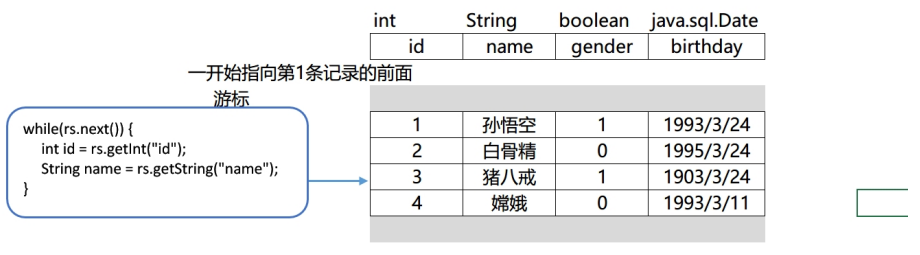 int String boolean java.sql.Date
id name gender birthday
一开始指向第1条记录的前面
游标
while(rs.next()) {
int id = rs.getInt("id");
String name = rs.getString("name");
}
1 孙悟空 1 1993/3/24
2 白骨精 0 1995/3/24
3 猪八戒 1 1903/3/24
4 嫦娥 0 1993/3/11